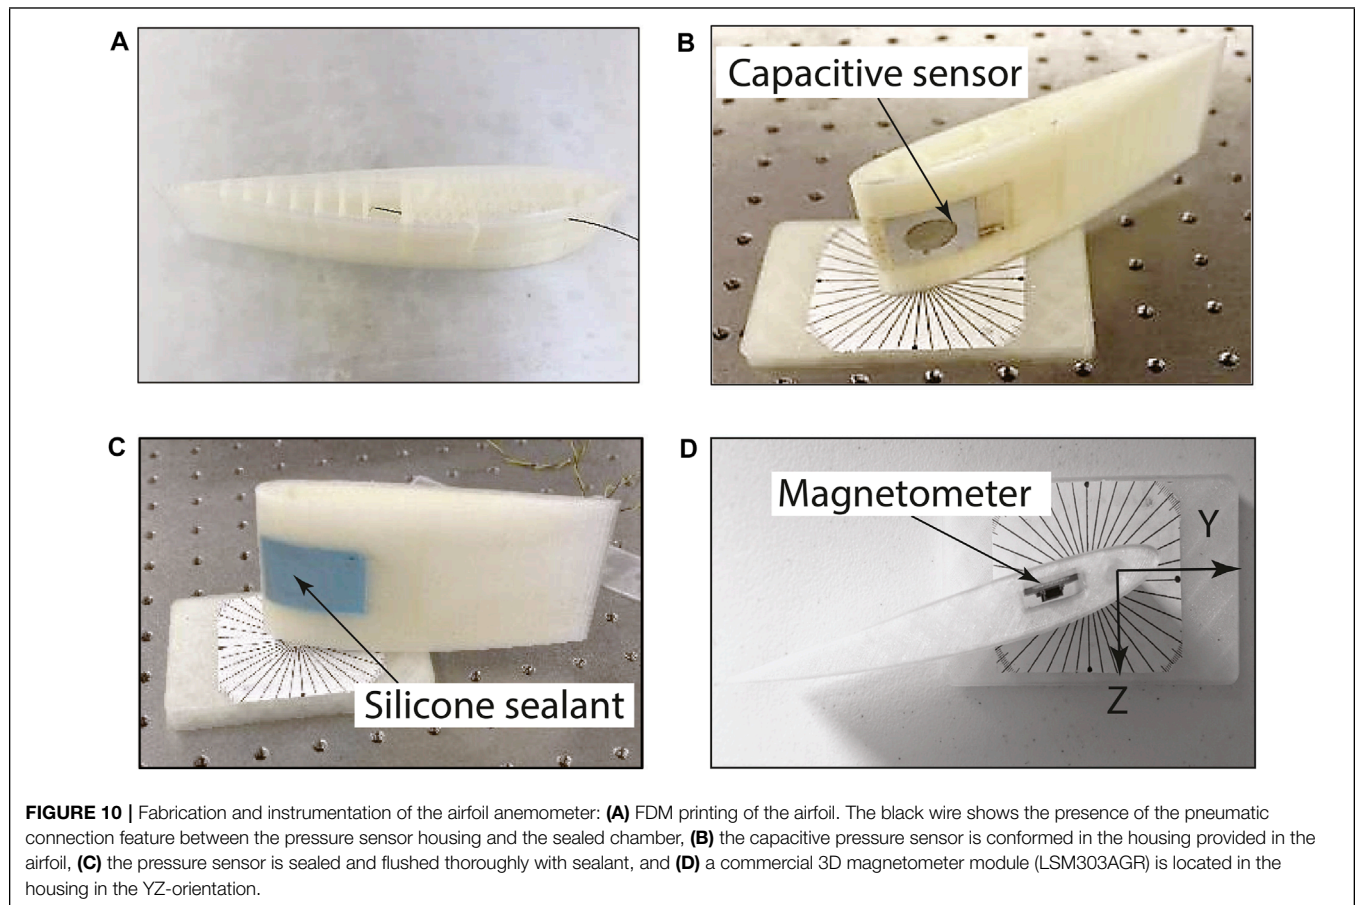 A
B
Capacitive sensor
C
Silicone sealant
D
Magnetometer
Y
Z
FIGURE 10 | Fabrication and instrumentation of the airfoil anemometer: (A) FDM printing of the airfoil. The black wire shows the presence of the pneumatic
connection feature between the pressure sensor housing and the sealed chamber, (B) the capacitive pressure sensor is conformed in the housing provided in the
airfoil, (C) the pressure sensor is sealed and flushed thoroughly with sealant, and (D) a commercial 3D magnetometer module (LSM303AGR) is located in the
housing in the YZ-orientation.